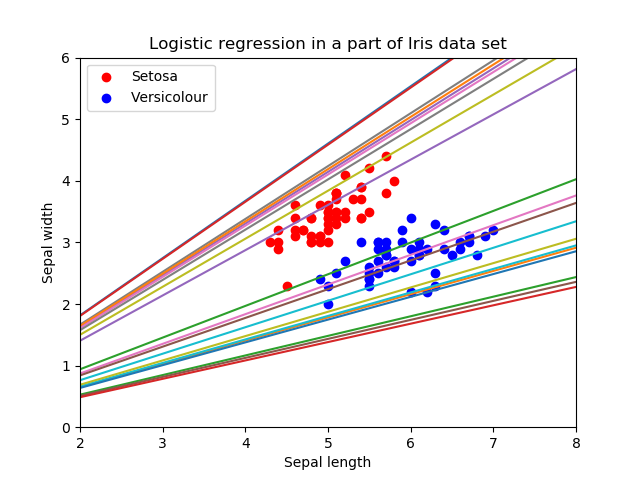 Logistic regression in a part of Iris data set
Setosa
Versicolour
6
5
4
3
2
1
0
Sepal width
2
3
4
5
6
7
8
Sepal length